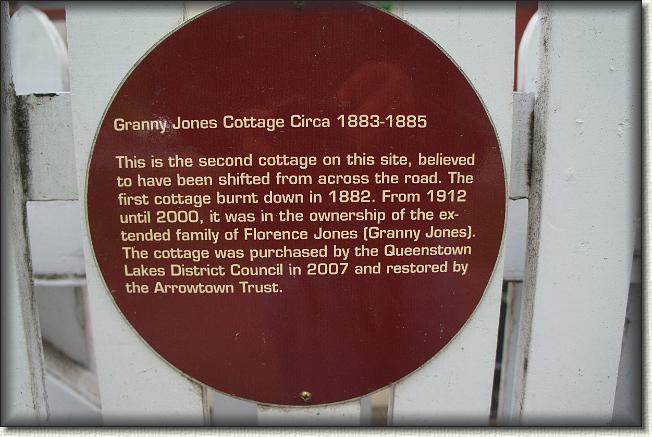 Granny Jones Cottage Circa 1883-1885
This is the second cottage on this site, believed
to have been shifted from across the road. The
first cottage burnt down in 1882. From 1912
until 2000, it was in the ownership of the ex-
tended family of Florence Jones (Granny Jones).
The cottage was purchased by the Queenstown
Lakes District Council in 2007 and restored by
the Arrowtown Trust.